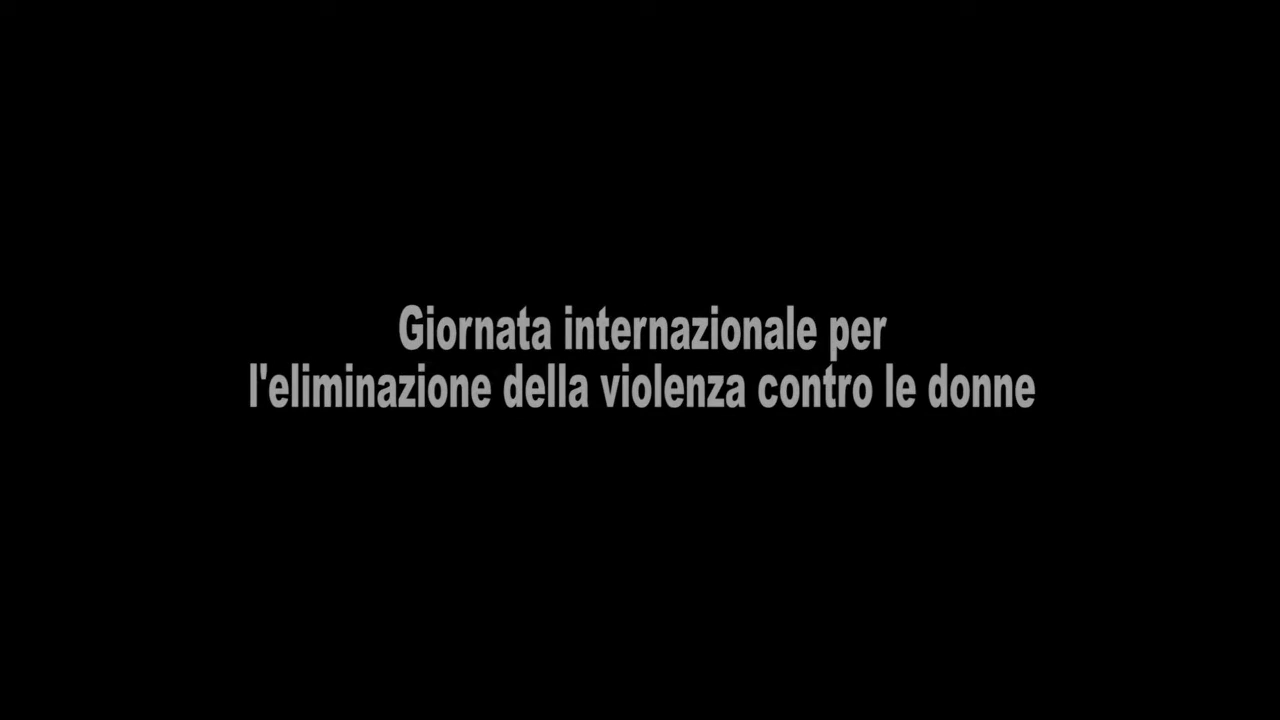 Giornata internazionale per
l'eliminazione della violenza contro le donne